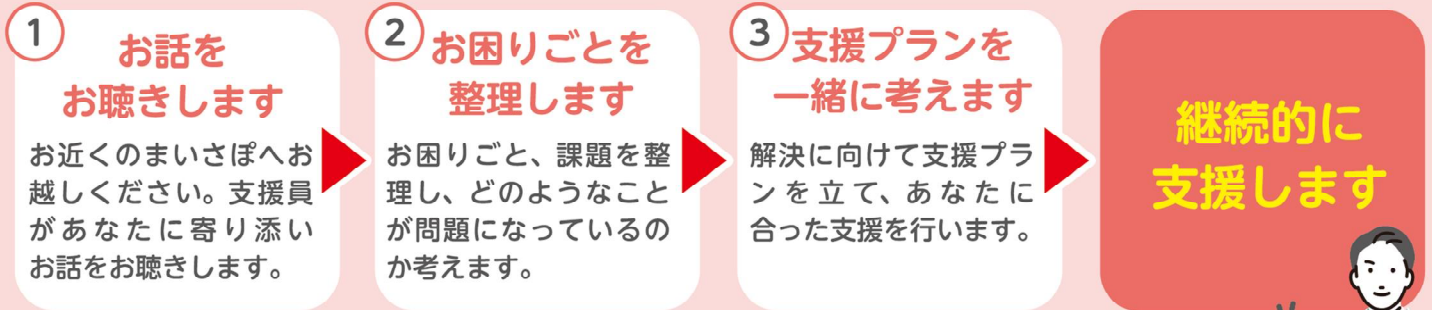 1
お話を
お聴きします
お近くのまいさぽへお
越しください。支援員
があなたに寄り添い
お話をお聴きします。
2
お困りごとを
整理します
お困りごと、課題を整
理し、どのようなこと
が問題になっているの
か考えます。
3
支援プランを
一緒に考えます
解決に向けて支援プラ
ンを立て、あなたに
合った支援を行います。
継続的に
支援します